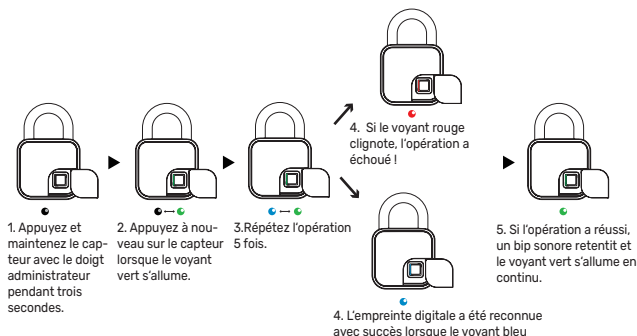 1. Appuyez et
maintenez le cap-
teur avec le doigt
administrateur
pendant trois
secondes.
2. Appuyez à nou-
veau sur le capteur
lorsque le voyant
vert s’allume.
3.Répétez l’opération
5 fois.
4. Si le voyant rouge
clignote, l’opération a
échoué !
4. L’empreinte digitale a été reconnue
avec succès lorsque le voyant bleu
5. Si l’opération a réussi,
un bip sonore retentit et
le voyant vert s’allume en
continu.